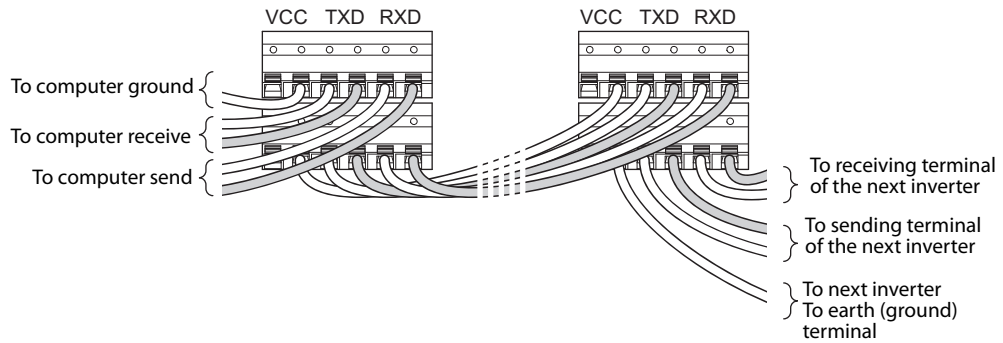 VCC TXD RXD
VCC TXD RXD
To computer ground
To computer receive
To computer send
To receiving terminal
of the next inverter
To sending terminal
of the next inverter
To next inverter
To earth (ground)
terminal